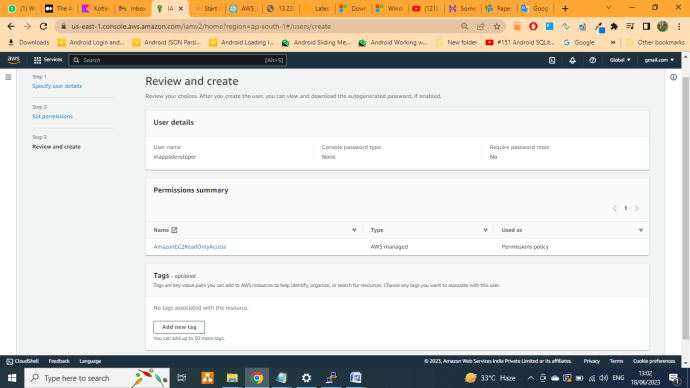 (1) W
The A
Kotlin
Inbox
IA
Start
AWS_
13:23
Latest
Down
Wind
(121)
Some
Paper
Goog
us-east-1.console.aws.amazon.com/iamv2/home?region=ap-south-1#/users/create
Downloads
Android Login and...
Android JSON Parsi...
Android Loading I...
Android Sliding Me...
Android Working w...
New folder
#151 Android SQLit...
Google
»
Other bookmarks
aws
Services
Search
[Alt+S]
Global
gmail.com
Step 1
Specify user details
Step 2
Set permissions
Step 3
Review and create
Review and create
Review your choices. After you create the user, you can view and download the autogenerated password, if enabled.
User details
User name
mappsdeveloper
Console password type
None
Require password reset
No
Permissions summary
1
Name
Type
Used as
AmazonEC2ReadOnlyAccess
AWS managed
Permissions policy
Tags - optional
Tags are key-value pairs you can add to AWS resources to help identify, organize, or search for resources. Choose any tags you want to associate with this user.
No tags associated with the resource.
Add new tag
You can add up to 50 more tags.
CloudShell
Feedback
Language
© 2023, Amazon Web Services India Private Limited or its affiliates.
Privacy
Terms
Cookie preferences
Type here to search
33°C Haze
ENG
13:02
18/06/2023